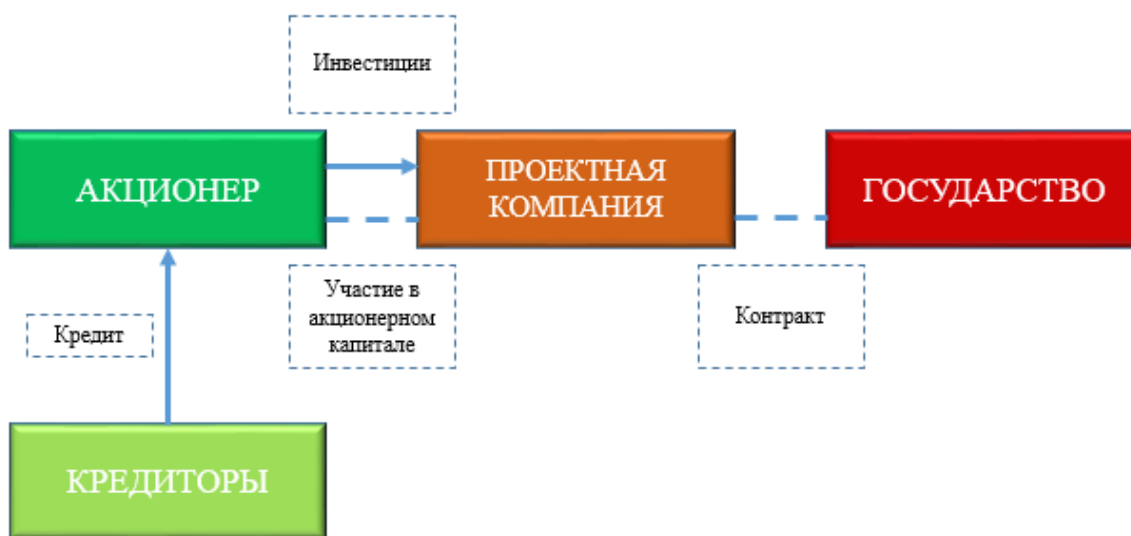 Инвестиции
АКЦИОНЕР
ПРОЕКТНАЯ
КОМПАНИЯ
ГОСУДАРСТВО
Участие в
акционерном
капитале
Контракт
Кредит
КРЕДИТОРЫ